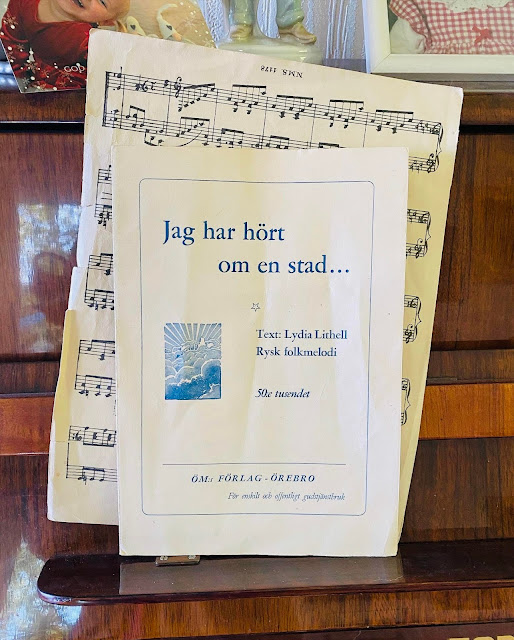 GOD
N.M.S. 1178
Jag har hört
om en stad...
Text: Lydia Lithell
Rysk folkmelodi
50:e tusendet
ÖM:s FÖRLAG - ÖREBRO
För enskilt och offentligt gudstjänstbruk